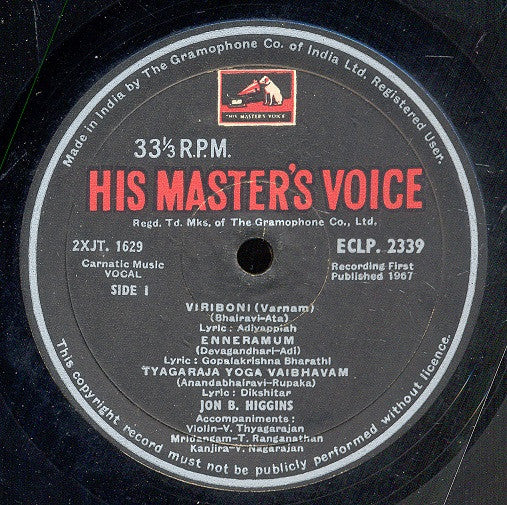 Made in India by The Gramophone Co. of India Ltd. Registered User.
"HIS MASTER'S VOICE"
33⅓ R.P.M.
HIS MASTER'S VOICE
Regd. Td. Mks. of The Gramophone Co., Ltd.
2XJT. 1629
ECLP. 2339
Carnatic Music
VOCAL
Recording First
Published 1967
SIDE I
VIRIBONI (Varnam)
(Bhairavi-Ata)
Lyric : Adiyappiah
ENNERAMUM
(Devagandhari-Adi)
Lyric : Gopalakrishna Bharathi
TYAGARAJA YOGA VAIBHAVAM
(Anandabhairavi-Rupaka)
Lyric : Dikshitar
JON B. HIGGINS
Accompaniments :
Violin-V. Thyagarajan
Mridangam-T. Ranganathan
Kanjira-V. Nagarajan
This copyright record must not be publicly performed without licence.